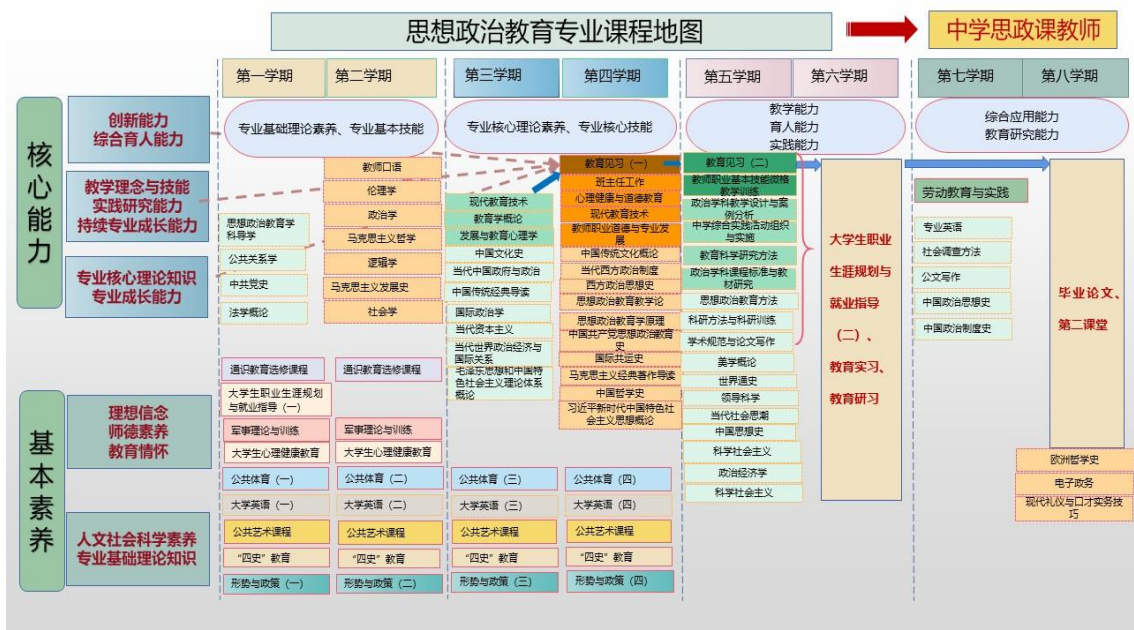 思想政治教育专业课程地图
中学思政课教师
第一学期
第二学期
第三学期
第四学期
第五学期
第六学期
第七学期
第八学期
核心能力
创新能力
综合育人能力
教学理念与技能
实践研究能力
持续专业成长能力
专业核心理论知识
专业成长能力
基本素养
理想信念
师德素养
教育情怀
人文社会科学素养
专业基础理论知识
专业基础理论素养、专业基本技能
专业核心理论素养、专业核心技能
教学能力
育人能力
实践能力
综合应用能力
教育研究能力
思想政治教育学
科导学
公共关系学
中共党史
法学概论
通识教育选修课程
大学生职业生涯规划
与就业指导（一）
军事理论与训练
大学生心理健康教育
公共体育（一）
大学英语（一）
公共艺术课程
“四史”教育
形势与政策（一）
教师口语
伦理学
政治学
马克思主义哲学
逻辑学
马克思主义发展史
社会学
通识教育选修课程
军事理论与训练
大学生心理健康教育
公共体育（二）
大学英语（二）
公共艺术课程
“四史”教育
形势与政策（二）
现代教育技术
教育学概论
发展与教育心理学
中国文化史
当代中国政府与政治
中国传统经典导读
国际政治学
当代资本主义
当代世界政治经济与
国际关系
毛泽东思想和中国特
色社会主义理论体系
概论
公共体育（三）
大学英语（三）
公共艺术课程
“四史”教育
形势与政策（三）
教育见习（一）
班主任工作
心理健康与道德教育
现代教育技术
教师职业道德与专业发
展
中国传统文化概论
当代西方政治制度
西方政治思想史
思想政治教育教学论
思想政治教育学原理
中国共产党思想政治教育
史
国际共运史
马克思主义经典著作导读
中国哲学史
习近平新时代中国特色社
会主义思想概论
公共体育（四）
大学英语（四）
公共艺术课程
“四史”教育
形势与政策（四）
教育见习（二）
教师职业基本技能微格
教学训练
政治学科教学设计与案
例分析
中学综合实践活动组织
与实施
教育科学研究方法
政治学科课程标准与教
材研究
思想政治教育方法
科研方法与科研训练
学术规范与论文写作
美学概论
世界通史
领导科学
当代社会思潮
中国思想史
科学社会主义
政治经济学
科学社会主义
大学生职业
生涯规划与
就业指导
（二）、
教育实习、
教育研习
劳动教育与实践
专业英语
社会调查方法
公文写作
中国政治思想史
中国政治制度史
毕业论文、
第二课堂
欧洲哲学史
电子政务
现代礼仪与口才实务技
巧